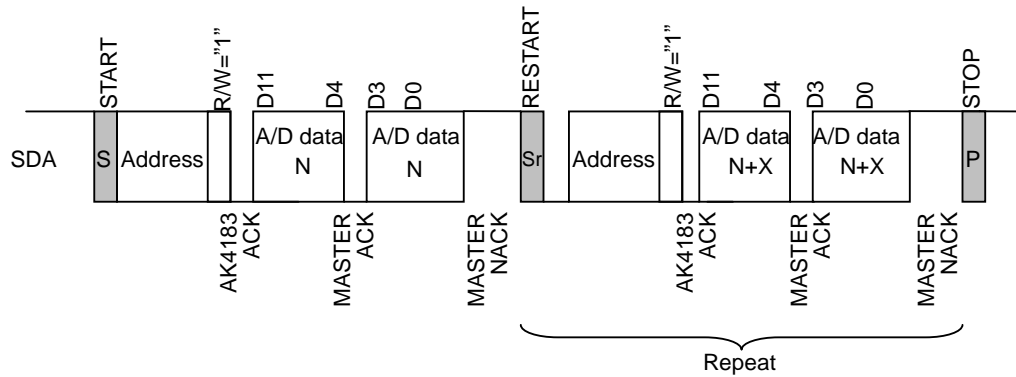 START
R/W="1"
D11
D4
D3
D0
RESTART
R/W="1"
D11
D4
D3
D0
STOP
SDA
S
Address
A/D data
N
A/D data
N
Sr
Address
A/D data
N+X
A/D data
N+X
P
AK4183
ACK
MASTER
ACK
MASTER
NACK
AK4183
ACK
MASTER
ACK
MASTER
NACK
Repeat